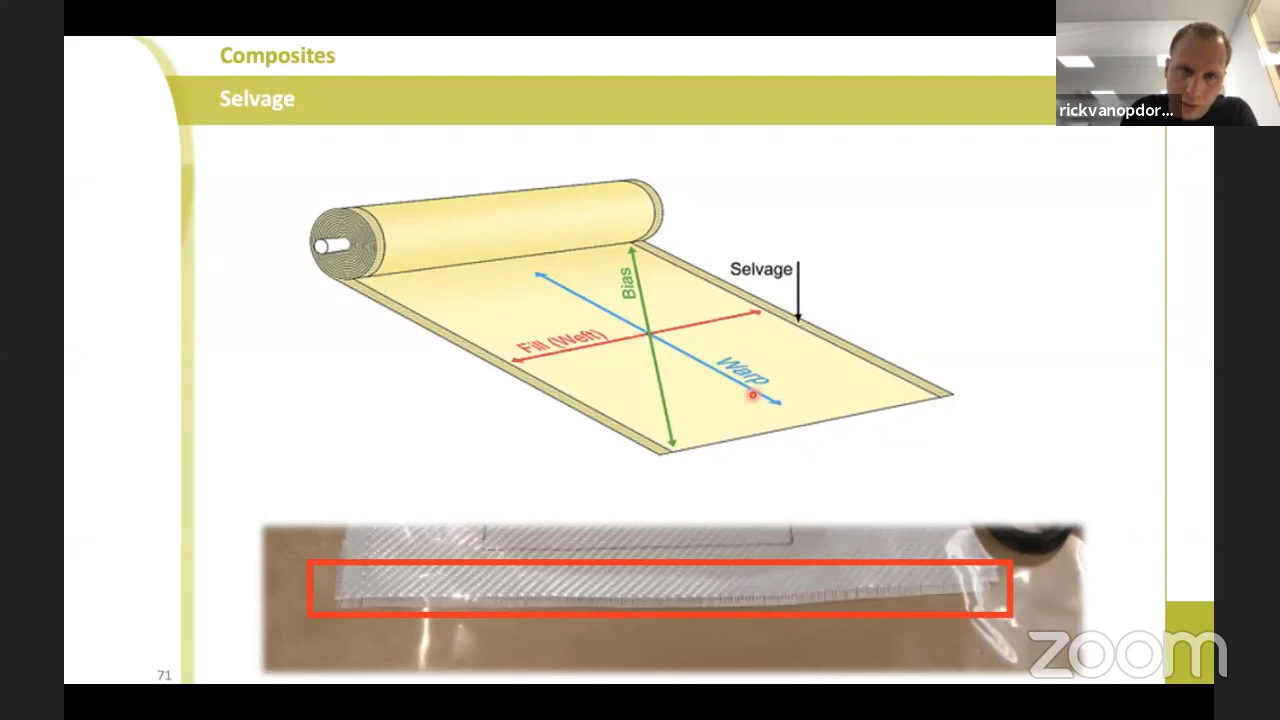 Composites
Selvage
rickvanopdor...
Selvage
Bias
Fill (Weft)
Warp
71
zoom